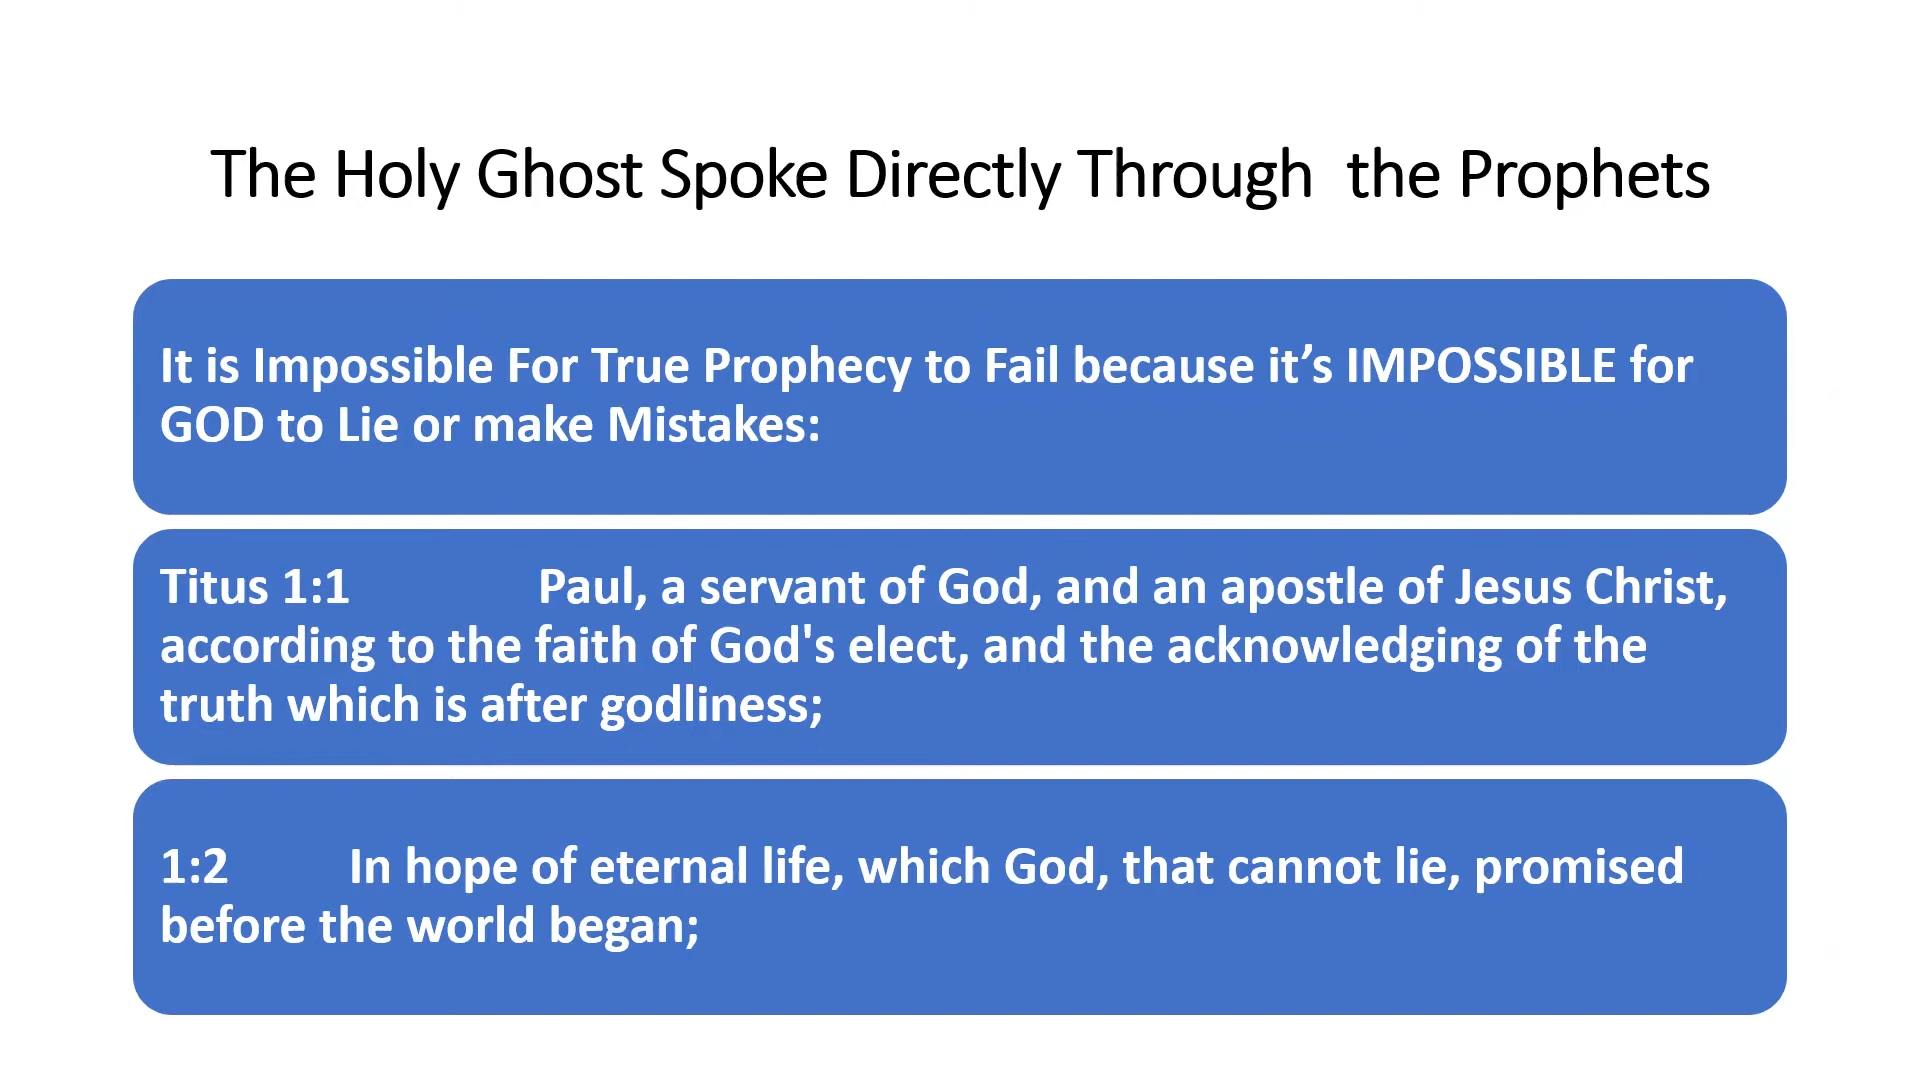 The Holy Ghost Spoke Directly Through  the Prophets
It is Impossible For True Prophecy to Fail because it’s IMPOSSIBLE for
GOD to Lie or make Mistakes:
Titus 1:1 Paul, a servant of God, and an apostle of Jesus Christ,
according to the faith of God's elect, and the acknowledging of the
truth which is after godliness;
1:2 In hope of eternal life, which God, that cannot lie, promised
before the world began;